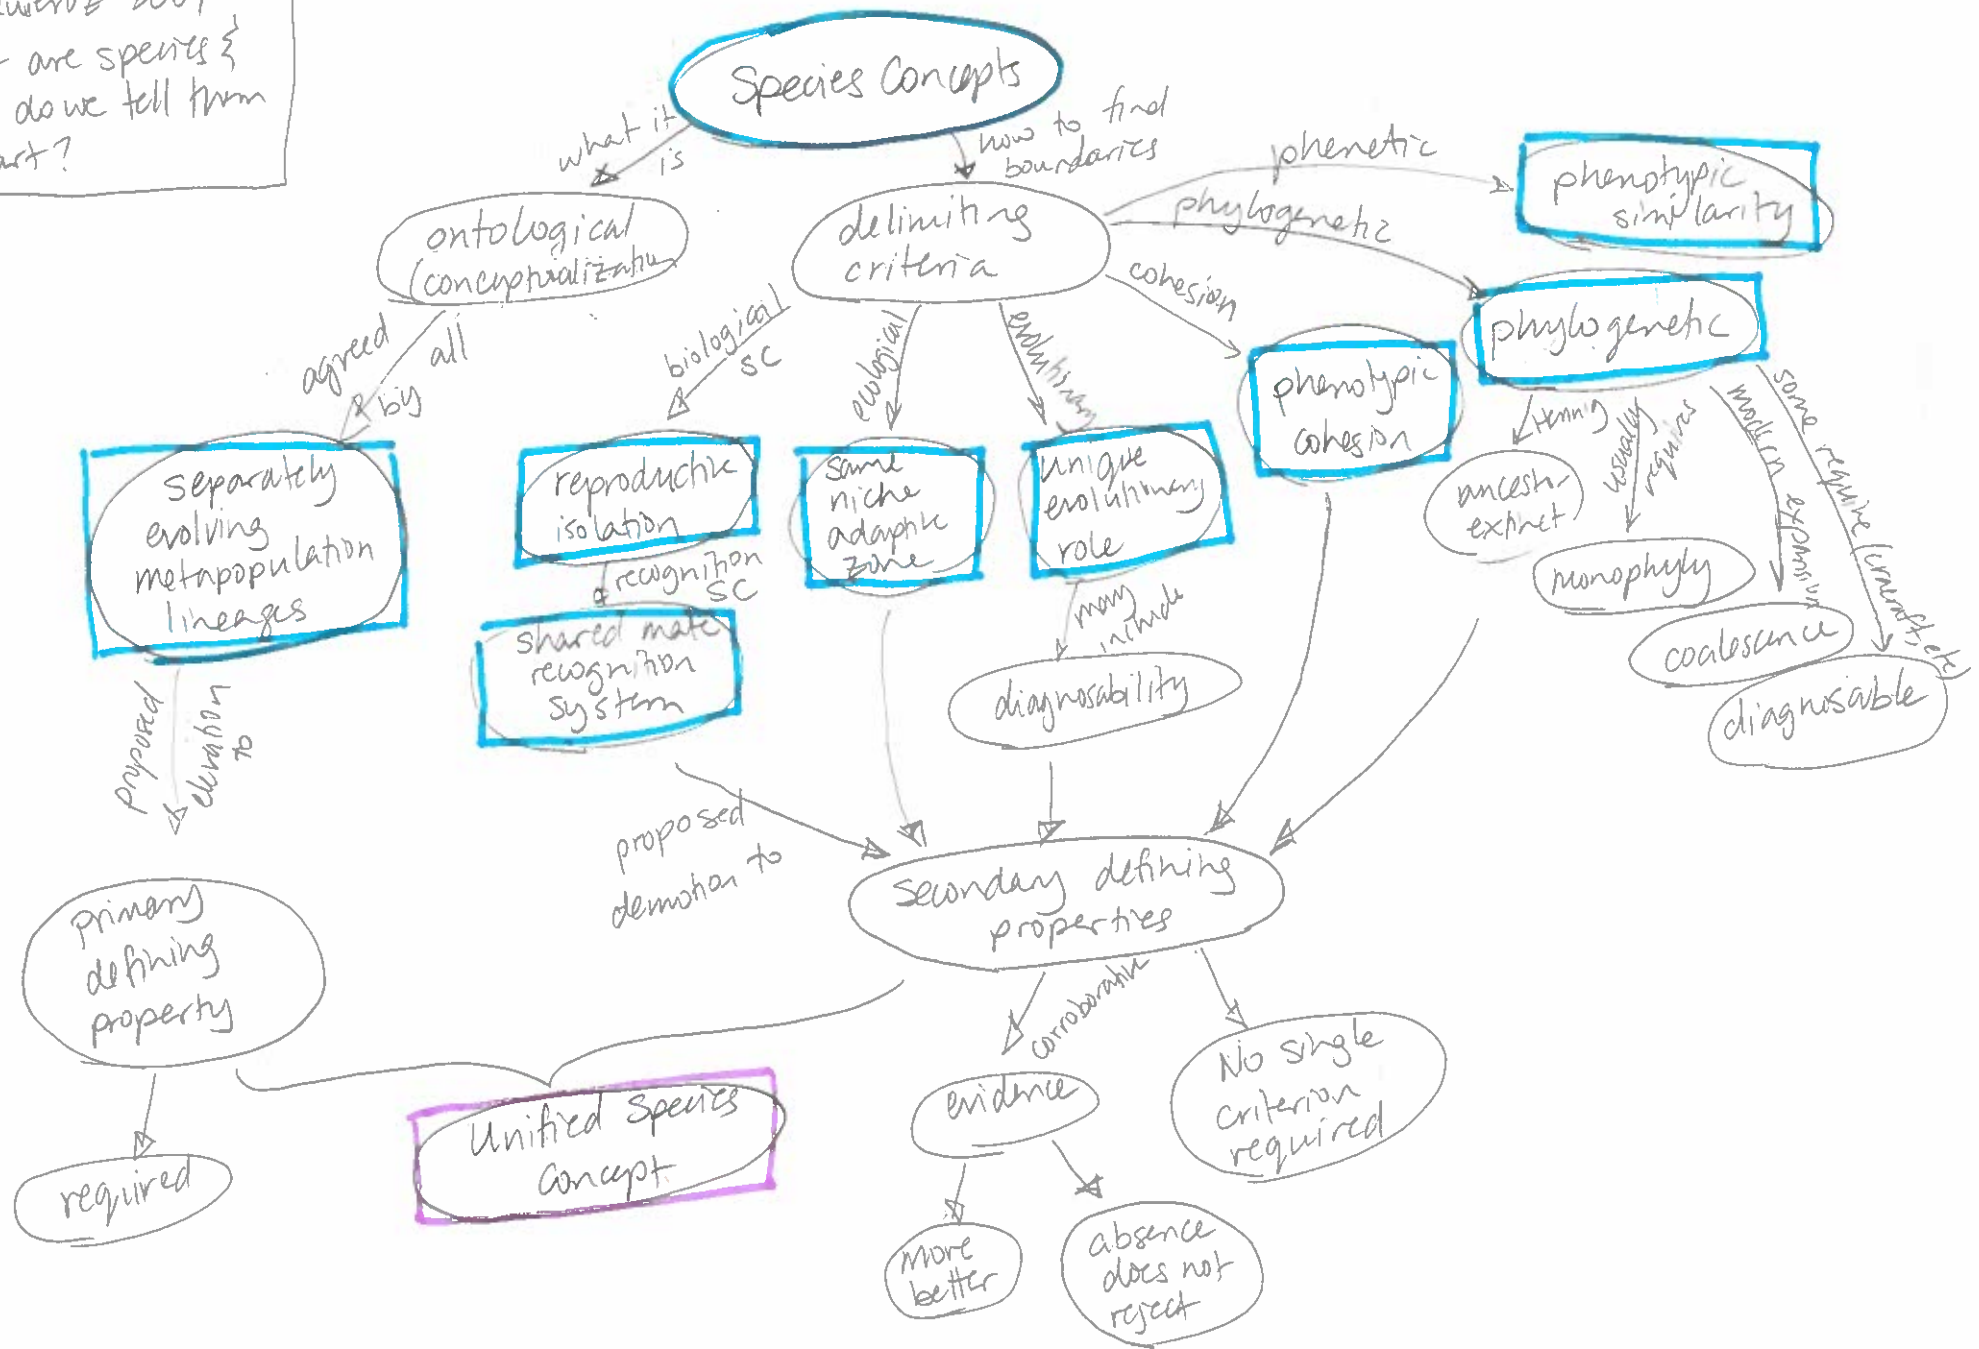 2007
are species &
do we tell them
art?
Species Concepts
what it
is
how to find
boundaries
ontological
(conceptualization
delimiting
criteria
phenetic
phenotypic
similarity
phylogenetic
phylogenetic
cohesion
phenotypic
cohesion
agreed
by all
separately
evolving
metapopulation
lineages
biological
SC
reproductive
isolation
recognition
SC
shared mate
recognition
system
ecological
same
niche
adaptive
zone
evolutionary
unique
evolutionary
role
may
include
diagnosability
Hennig
ancestor
extinct
usually
requires
monophyly
modern expansion
coalescence
some require (Cracraft, etc)
diagnosable
proposed
elevation
to
primary
defining
property
required
proposed
demotion to
Secondary defining
properties
Unified Species
Concept
corroborative
evidence
more
better
absence
does not
reject
No single
criterion
required